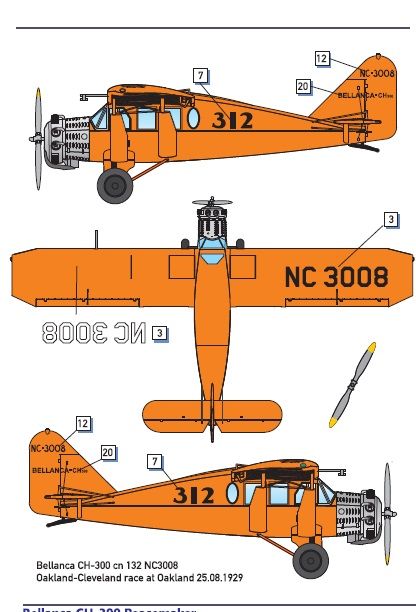 12
NC·3008
7
20
BELLANCA·CH300
312
3
NC 3008
NC 3008
3
12
NC·3008
20
BELLANCA·CH300
7
312
Bellanca CH-300 cn 132 NC3008
Oakland-Cleveland race at Oakland 25.08.1929
Bellanca CH-300 Pacemaker